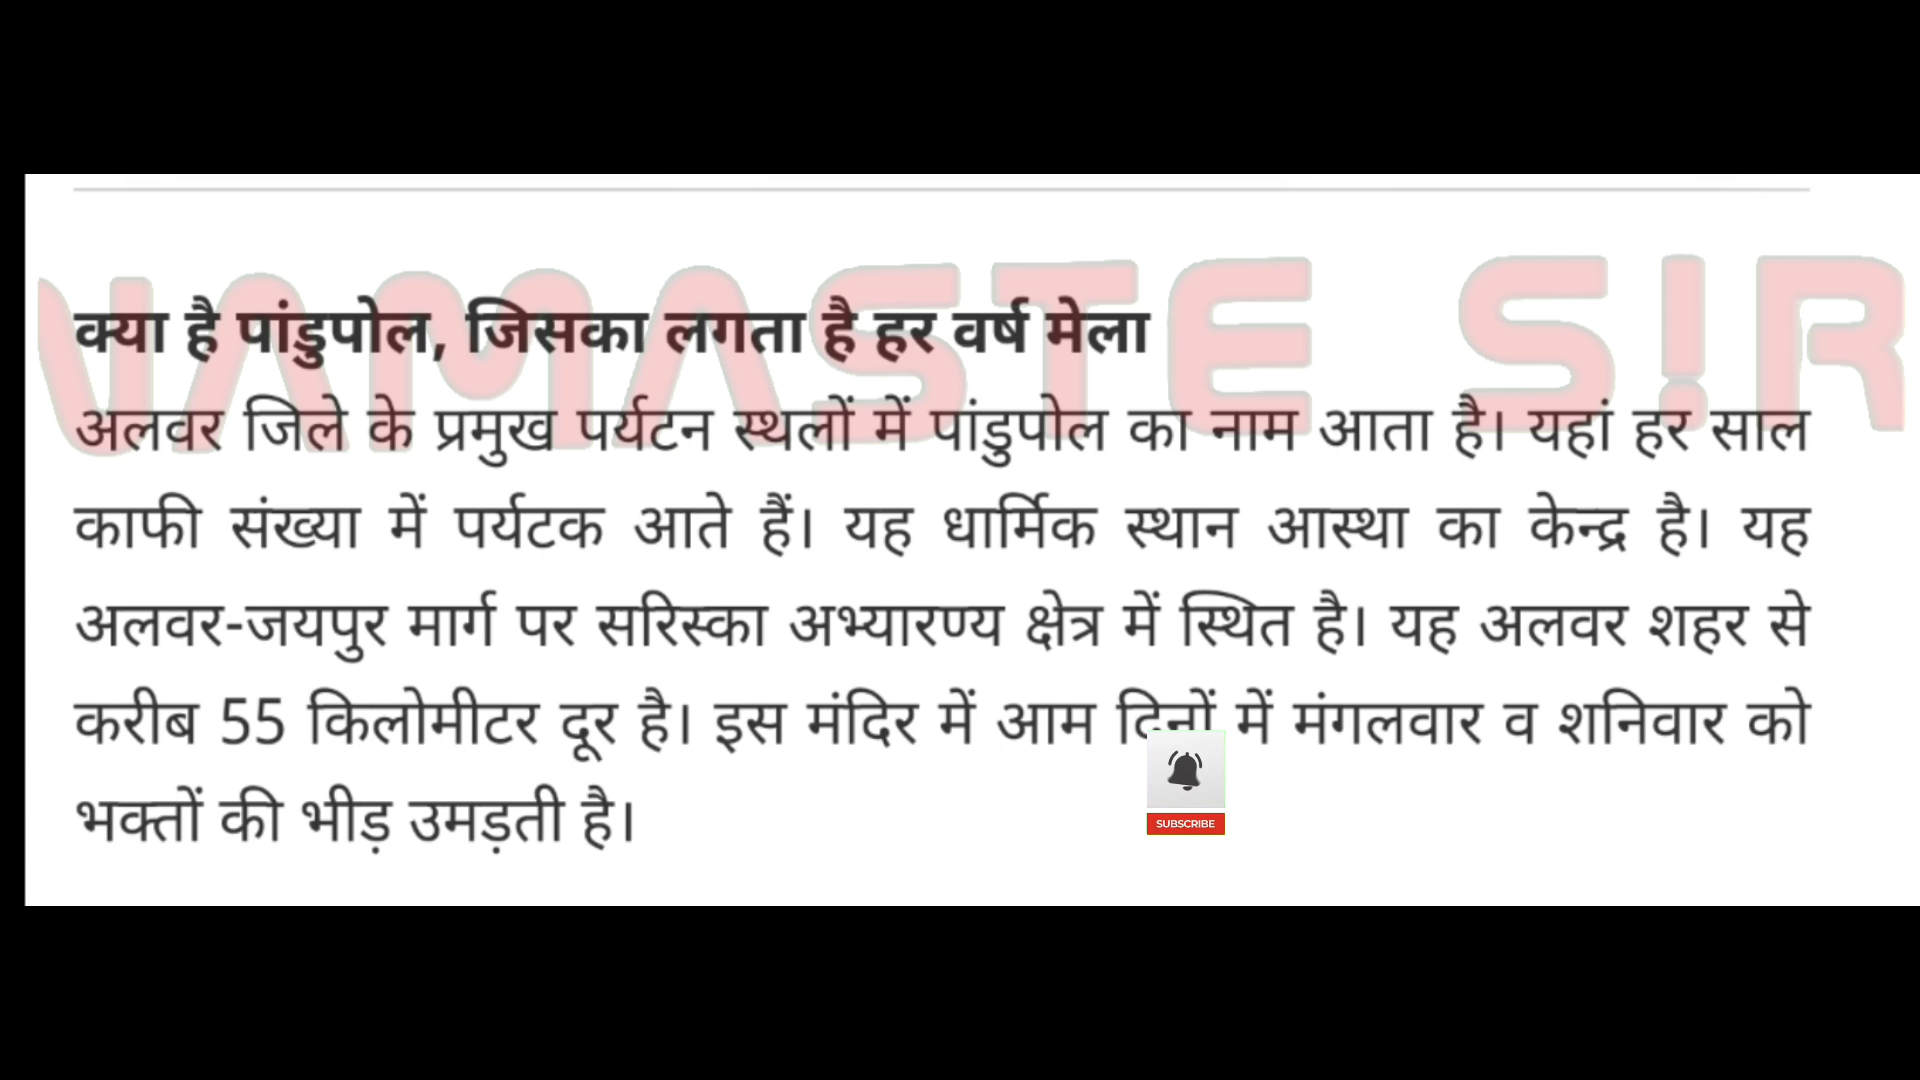 NAMASTE S!R
क्या है पांडुपोल, जिसका लगता है हर वर्ष मेला
अलवर जिले के प्रमुख पर्यटन स्थलों में पांडुपोल का नाम आता है। यहां हर साल
काफी संख्या में पर्यटक आते हैं। यह धार्मिक स्थान आस्था का केन्द्र है। यह
अलवर-जयपुर मार्ग पर सरिस्का अभ्यारण्य क्षेत्र में स्थित है। यह अलवर शहर से
करीब 55 किलोमीटर दूर है। इस मंदिर में आम दिनों में मंगलवार व शनिवार को
भक्तों की भीड़ उमड़ती है।
SUBSCRIBE